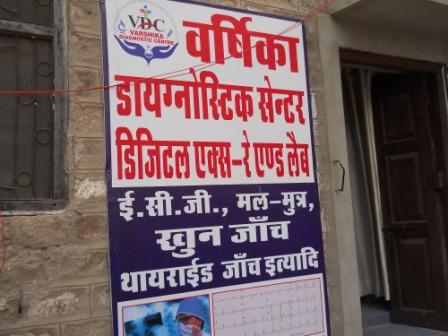 VDC
VARSHIKA
DIAGNOSTIC CENTRE
वर्षिका
डायग्नोस्टिक सेन्टर
डिजिटल एक्स-रे एण्ड लैब
ई.सी.जी., मल-मुत्र,
खुन जाँच
थायराईड जाँच इत्यादि